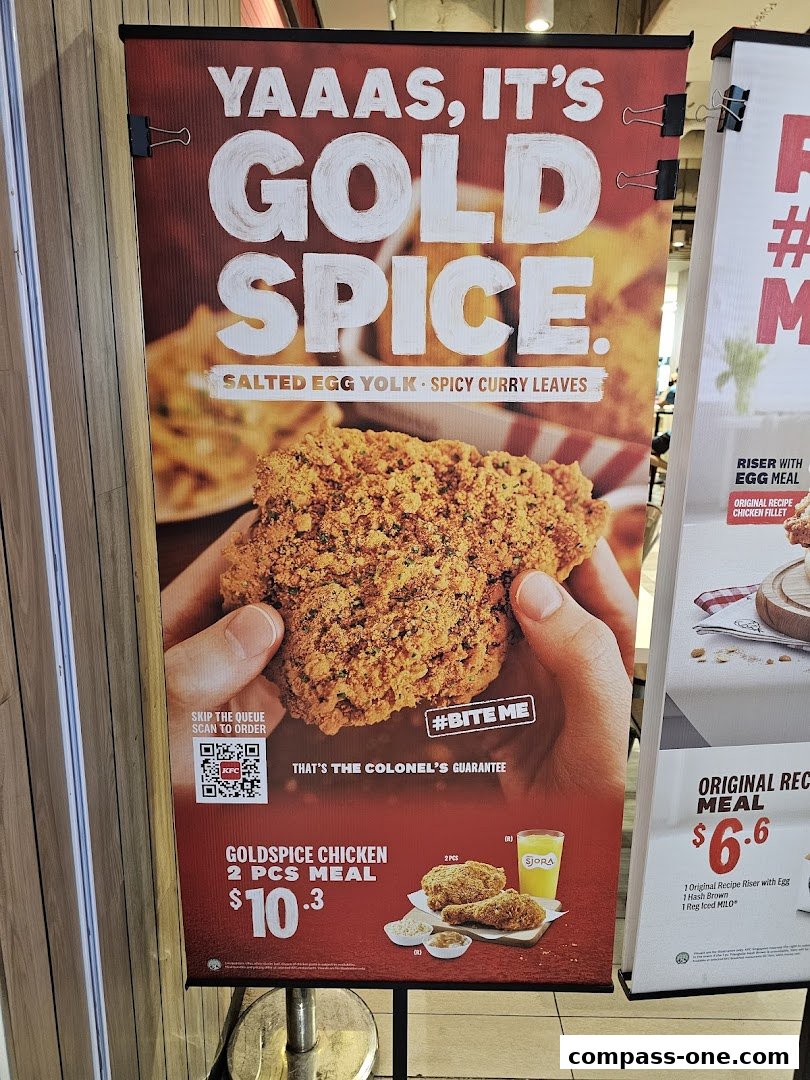 YAAAS, IT'S
GOLD
SPICE.
SALTED EGG YOLK · SPICY CURRY LEAVES
#BITE ME
SKIP THE QUEUE
SCAN TO ORDER
KFC
THAT'S THE COLONEL'S GUARANTEE
GOLDSPICE CHICKEN
2 PCS MEAL
$10.3
2 PCS
(R)
SJORA
(R)
RISER WITH
EGG MEAL
ORIGINAL RECIPE
CHICKEN FILLET
ORIGINAL REC
MEAL
$6.6
1 Original Recipe Riser with Egg
1 Hash Brown
1 Reg Iced MILO®
compass-one.com